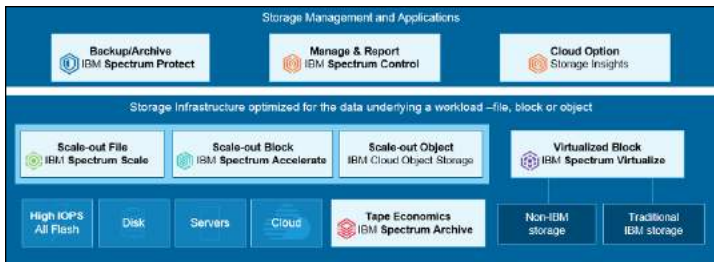 Storage Management and Applications
Backup/Archive
IBM Spectrum Protect
Manage & Report
IBM Spectrum Control
Cloud Option
Storage Insights
Storage Infrastructure optimized for the data underlying a workload –file, block or object
Scale-out File
IBM Spectrum Scale
Scale-out Block
IBM Spectrum Accelerate
Scale-out Object
IBM Cloud Object Storage
Virtualized Block
IBM Spectrum Virtualize
High IOPS
All Flash
Disk
Servers
Cloud
Tape Economics
IBM Spectrum Archive
Non-IBM
storage
Traditional
IBM storage